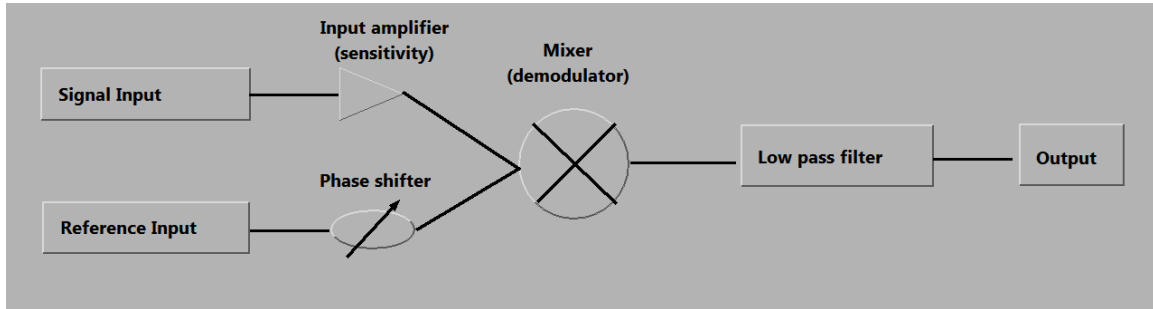 Input amplifier
(sensitivity)
Mixer
(demodulator)
Signal Input
Low pass filter
Output
Phase shifter
Reference Input